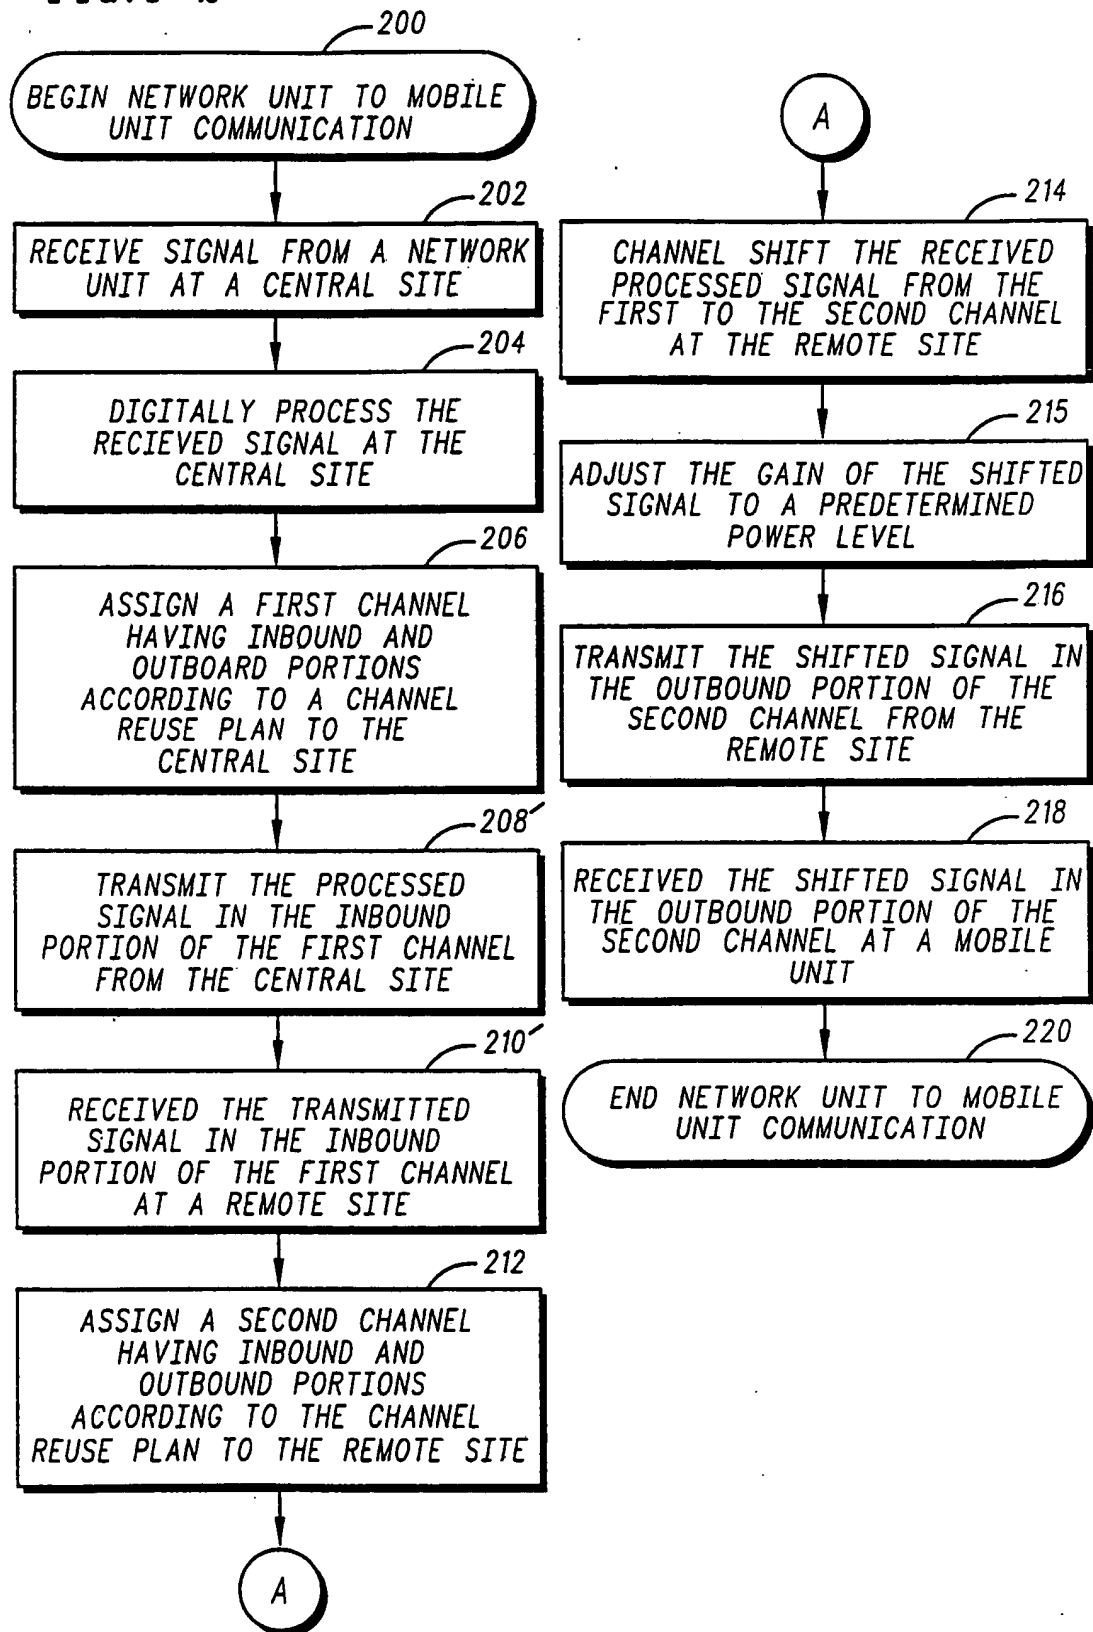 200
BEGIN NETWORK UNIT TO MOBILE
UNIT COMMUNICATION
202
RECEIVE SIGNAL FROM A NETWORK
UNIT AT A CENTRAL SITE
204
DIGITALLY PROCESS THE
RECIEVED SIGNAL AT THE
CENTRAL SITE
206
ASSIGN A FIRST CHANNEL
HAVING INBOUND AND
OUTBOARD PORTIONS
ACCORDING TO A CHANNEL
REUSE PLAN TO THE
CENTRAL SITE
208′
TRANSMIT THE PROCESSED
SIGNAL IN THE INBOUND
PORTION OF THE FIRST CHANNEL
FROM THE CENTRAL SITE
210′
RECEIVED THE TRANSMITTED
SIGNAL IN THE INBOUND
PORTION OF THE FIRST CHANNEL
AT A REMOTE SITE
212
ASSIGN A SECOND CHANNEL
HAVING INBOUND AND
OUTBOUND PORTIONS
ACCORDING TO THE CHANNEL
REUSE PLAN TO THE REMOTE SITE
A
A
214
CHANNEL SHIFT THE RECEIVED
PROCESSED SIGNAL FROM THE
FIRST TO THE SECOND CHANNEL
AT THE REMOTE SITE
215
ADJUST THE GAIN OF THE SHIFTED
SIGNAL TO A PREDETERMINED
POWER LEVEL
216
TRANSMIT THE SHIFTED SIGNAL IN
THE OUTBOUND PORTION OF THE
SECOND CHANNEL FROM THE
REMOTE SITE
218
RECEIVED THE SHIFTED SIGNAL IN
THE OUTBOUND PORTION OF THE
SECOND CHANNEL AT A MOBILE
UNIT
220
END NETWORK UNIT TO MOBILE
UNIT COMMUNICATION